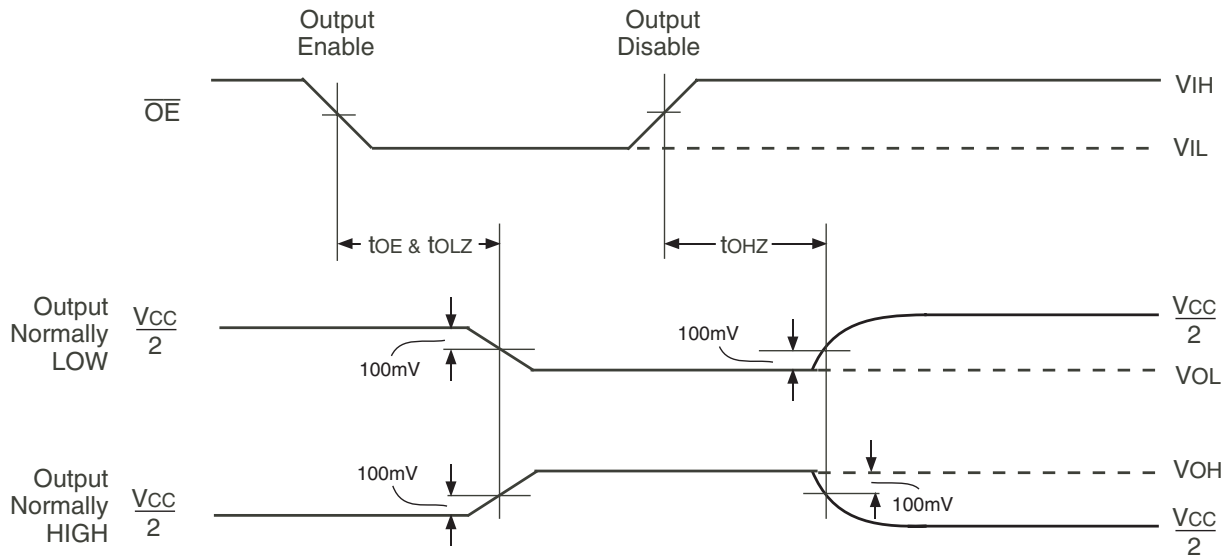 Output
Enable
Output
Disable
OE
VIH
VIL
tOE & tOLZ
tOHZ
Output
Normally
LOW
VCC
2
100mV
100mV
VCC
2
VOL
Output
Normally
HIGH
VCC
2
100mV
VOH
100mV
VCC
2